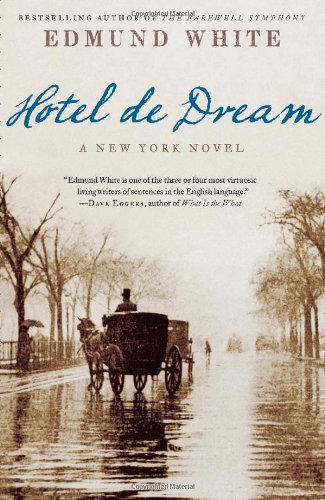 BESTSELLING AUTHOR OF THE FAREWELL SYMPHONY
EDMUND WHITE
Hotel de Dream
A NEW YORK NOVEL
"Edmund White is one of the three or four most virtuosic
living writers of sentences in the English language."
—Dave Eggers, author of What Is the What